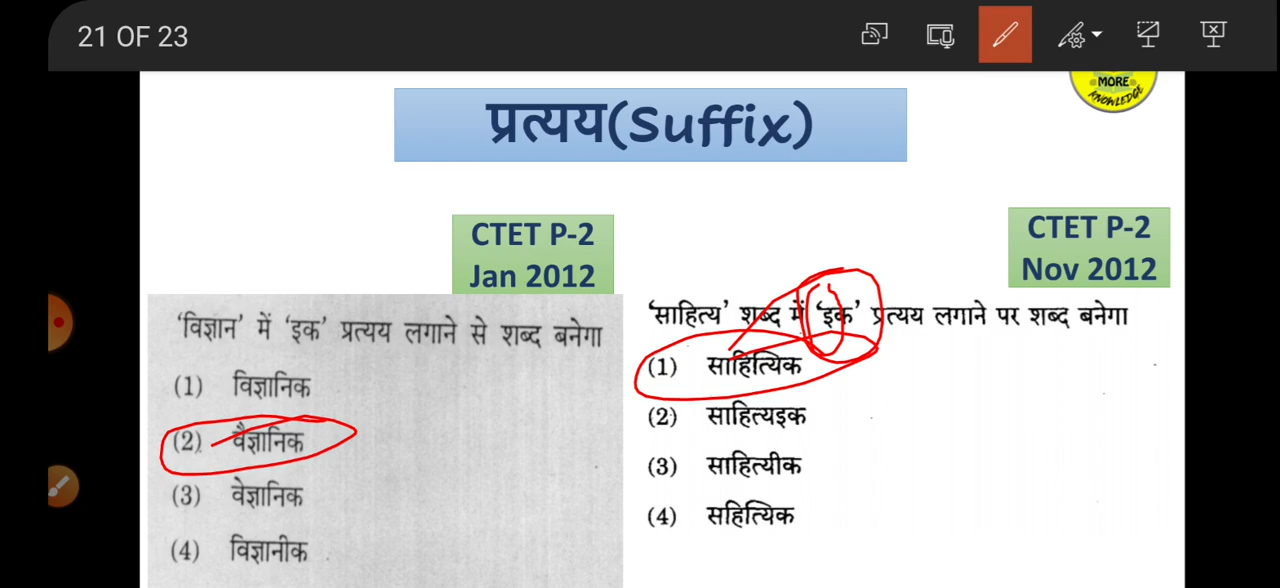 21 OF 23
MORE
KNOWLEDGE
प्रत्यय(Suffix)
CTET P-2
Jan 2012
'विज्ञान' में 'इक' प्रत्यय लगाने से शब्द बनेगा
(1) विज्ञानिक
(2) वैज्ञानिक
(3) वेज्ञानिक
(4) विज्ञानीक
CTET P-2
Nov 2012
'साहित्य' शब्द में 'इक' प्रत्यय लगाने पर शब्द बनेगा
(1) साहित्यिक
(2) साहित्यइक
(3) साहित्यीक
(4) सहित्यिक